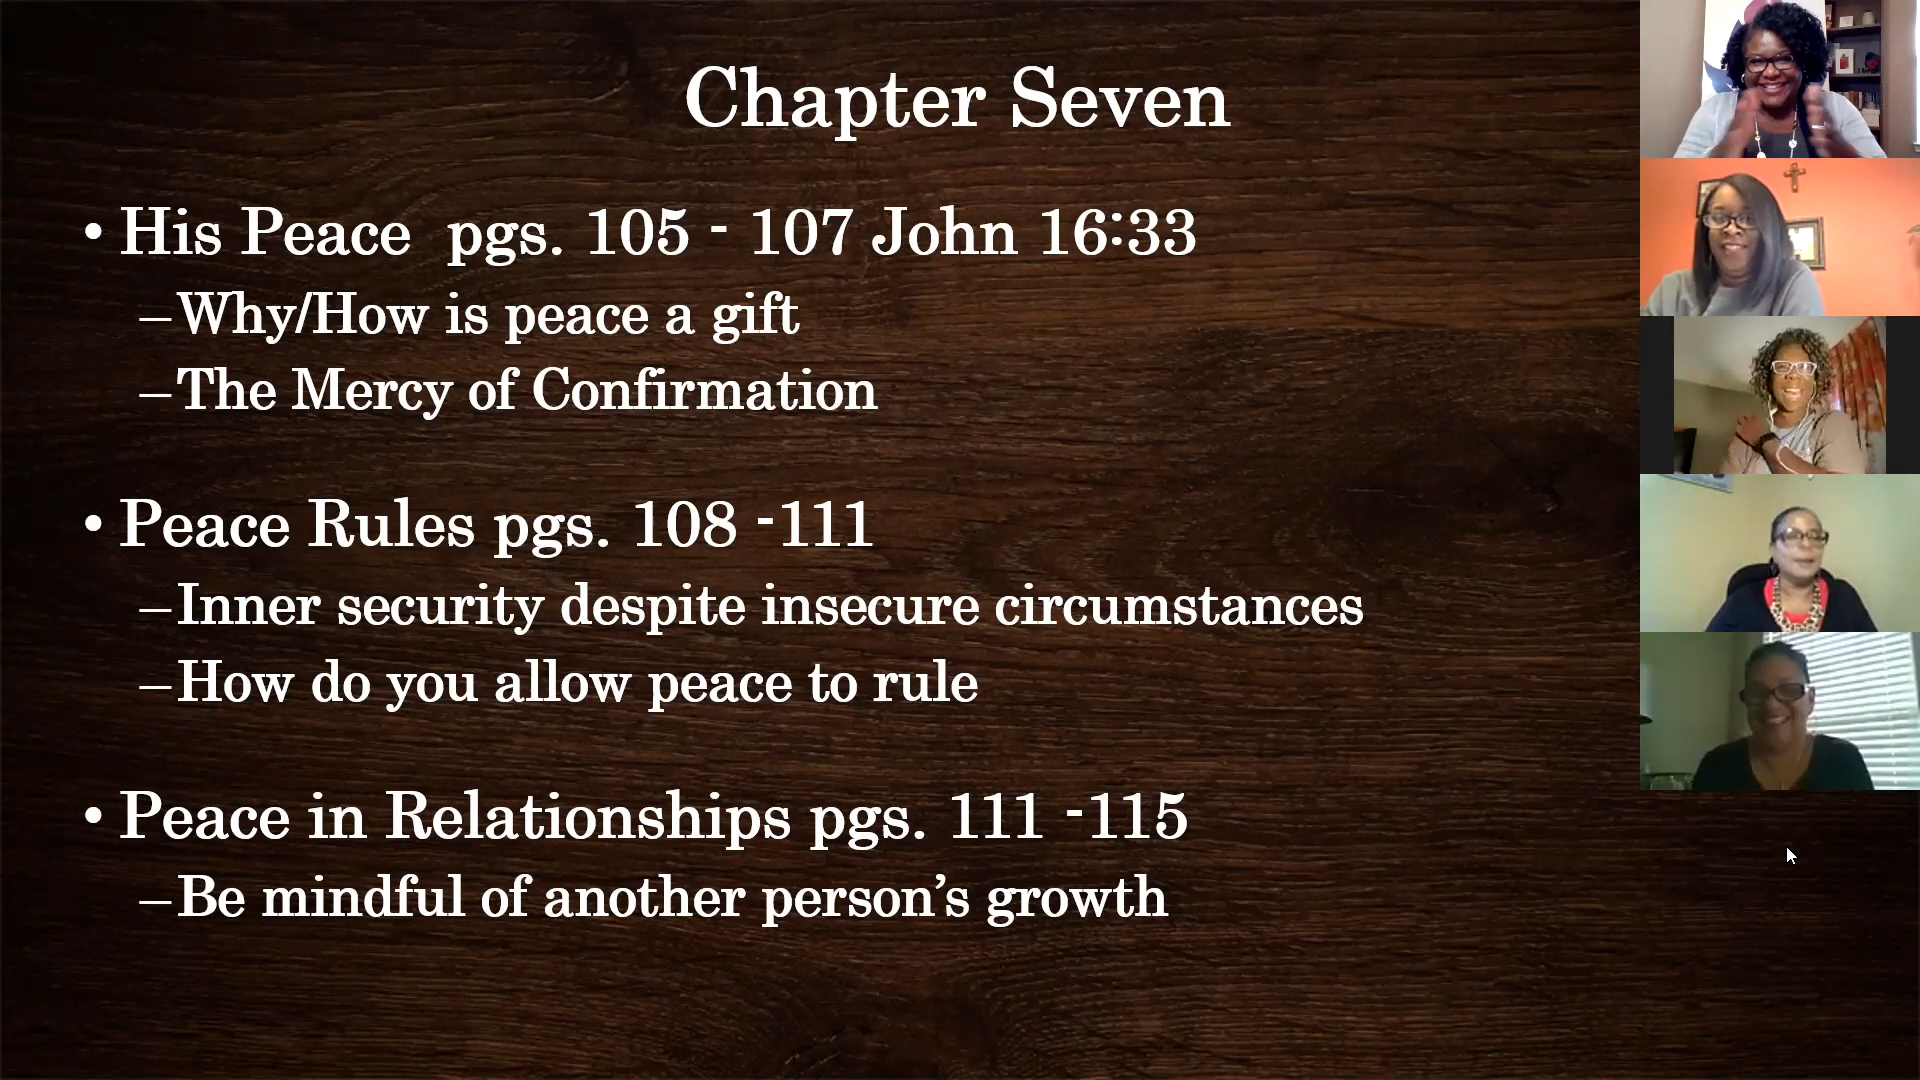 Chapter Seven
• His Peace  pgs. 105 - 107 John 16:33
–Why/How is peace a gift
–The Mercy of Confirmation
• Peace Rules pgs. 108 -111
–Inner security despite insecure circumstances
–How do you allow peace to rule
• Peace in Relationships pgs. 111 -115
–Be mindful of another person’s growth